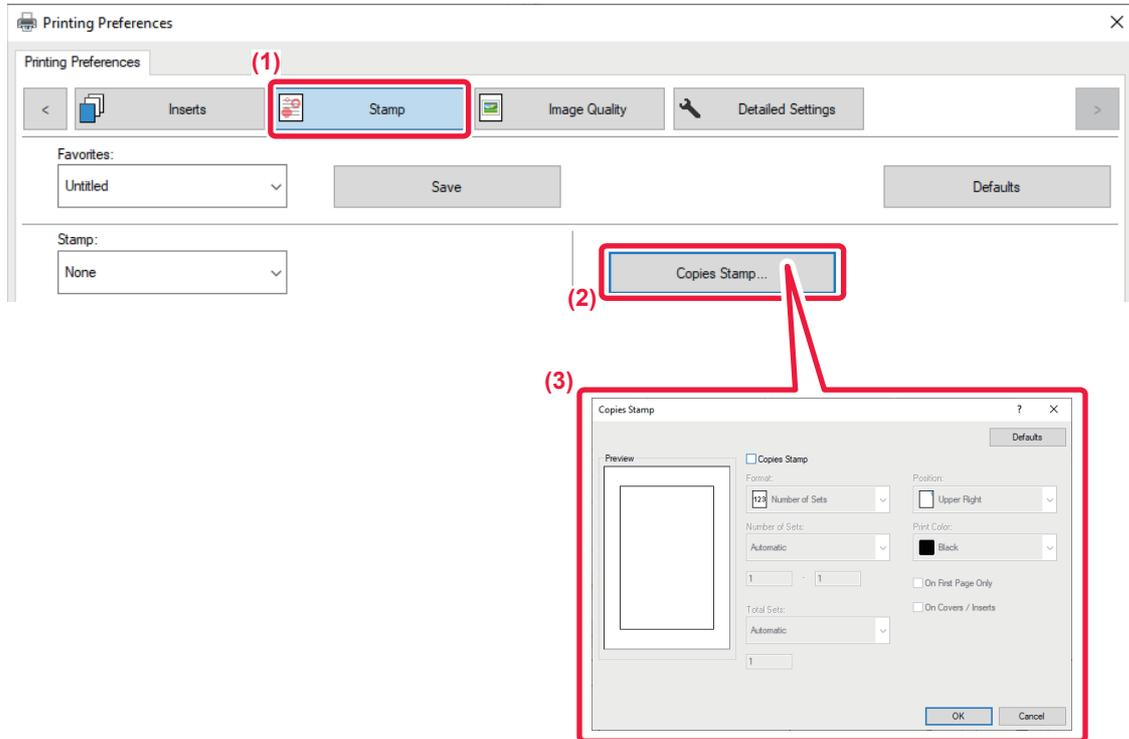 Printing Preferences
Printing Preferences
(1)
< Inserts Stamp Image Quality Detailed Settings >
Favorites:
Untitled Save Defaults
Stamp:
None Copies Stamp...
(2)
(3)
Copies Stamp ? X
Defaults
Preview Copies Stamp
Format: Position:
123 Number of Sets Upper Right
Number of Sets: Print Color:
Automatic Black
1 - 1 On First Page Only
Total Sets: On Covers / Inserts
Automatic
1
OK Cancel